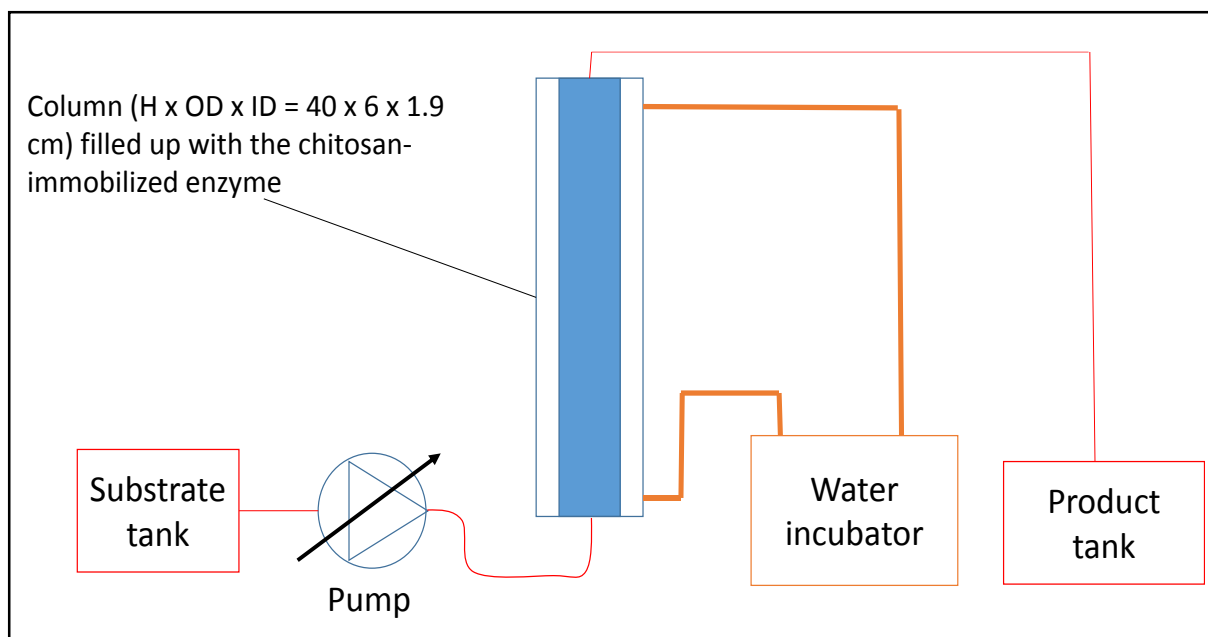 Column (H x OD x ID = 40 x 6 x 1.9
cm) filled up with the chitosan-
immobilized enzyme
Substrate
tank
Pump
Water
incubator
Product
tank